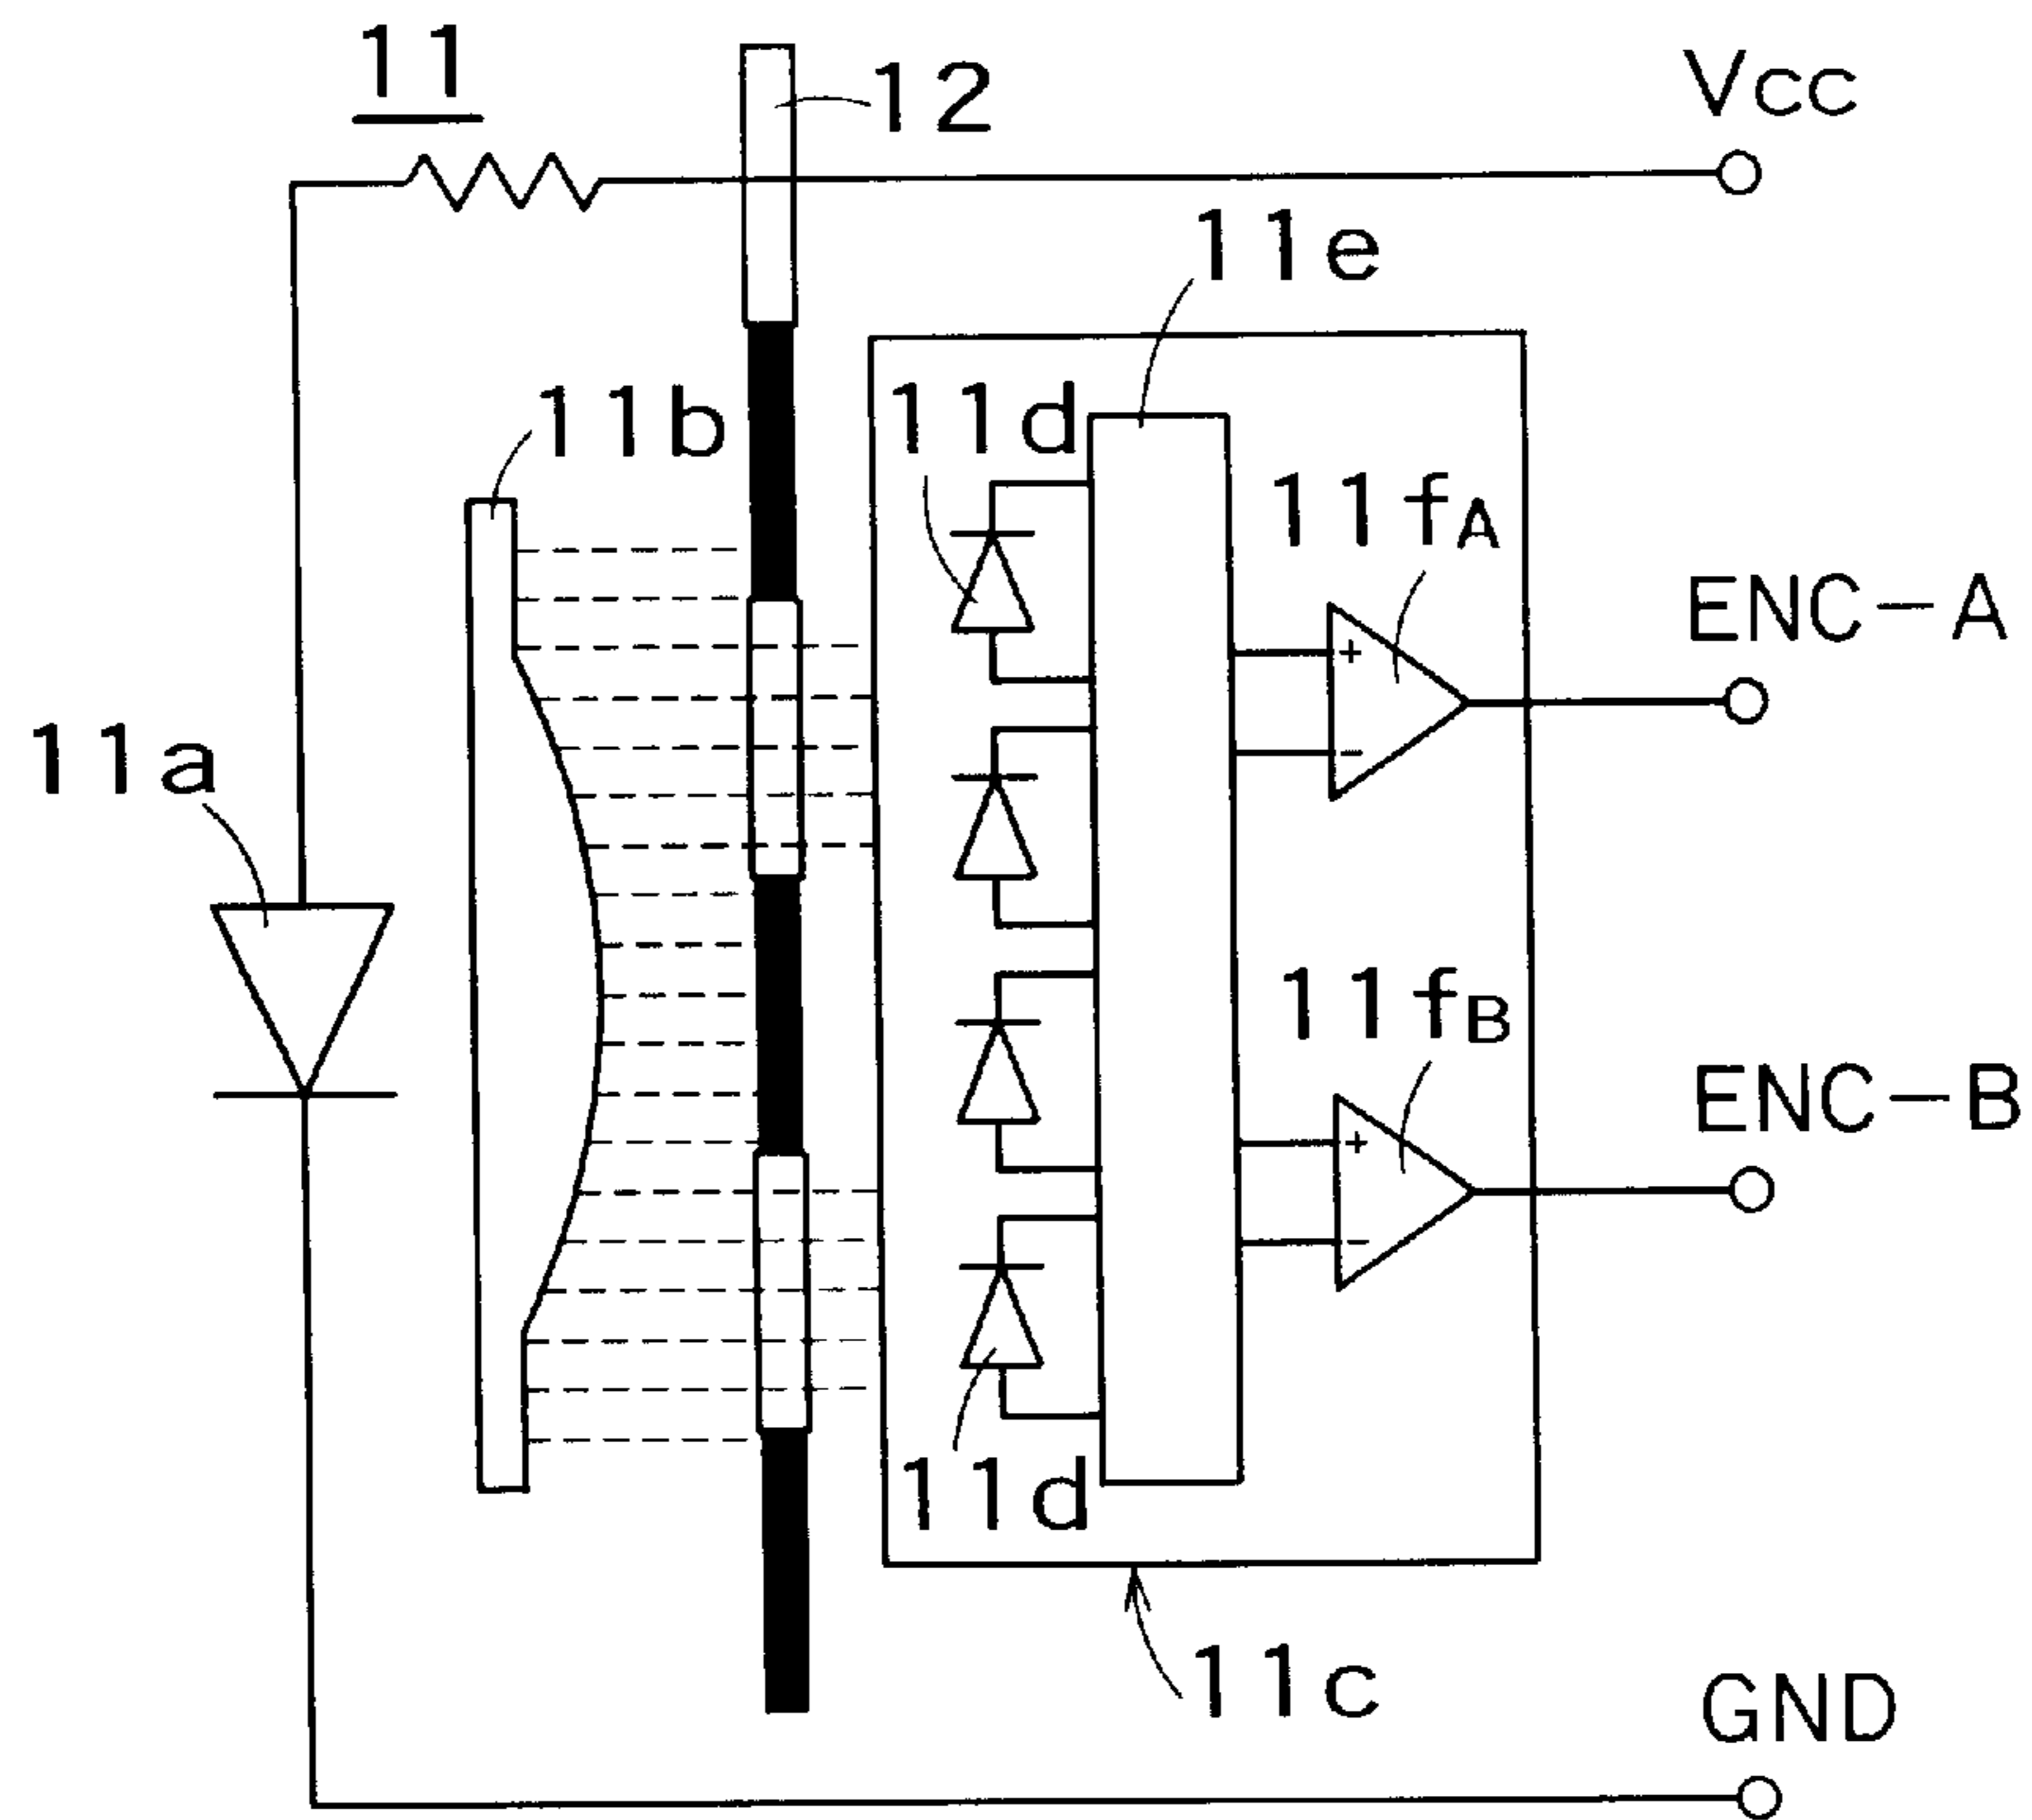 11
12
Vcc
11e
11b
11d
11fA
ENC-A
11a
11fB
ENC-B
+
-
+
-
11d
11c
GND